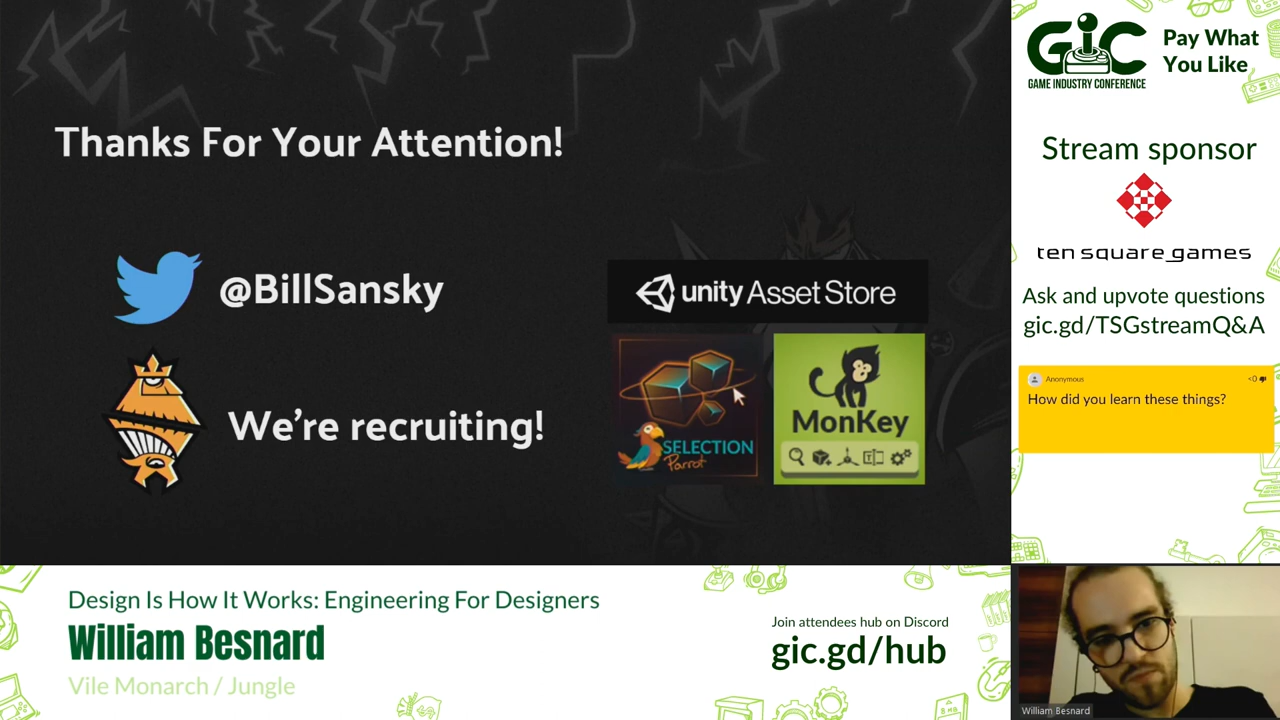 Thanks For Your Attention!
@BillSansky
We're recruiting!
unity Asset Store
SELECTION
Parrot
MonKey
GIC
GAME INDUSTRY CONFERENCE
Pay What
You Like
Stream sponsor
ten square games
Ask and upvote questions
gic.gd/TSGstreamQ&A
Anonymous
<0
How did you learn these things?
Design Is How It Works: Engineering For Designers
William Besnard
Vile Monarch / Jungle
Join attendees hub on Discord
gic.gd/hub
8 MB
William Besnard